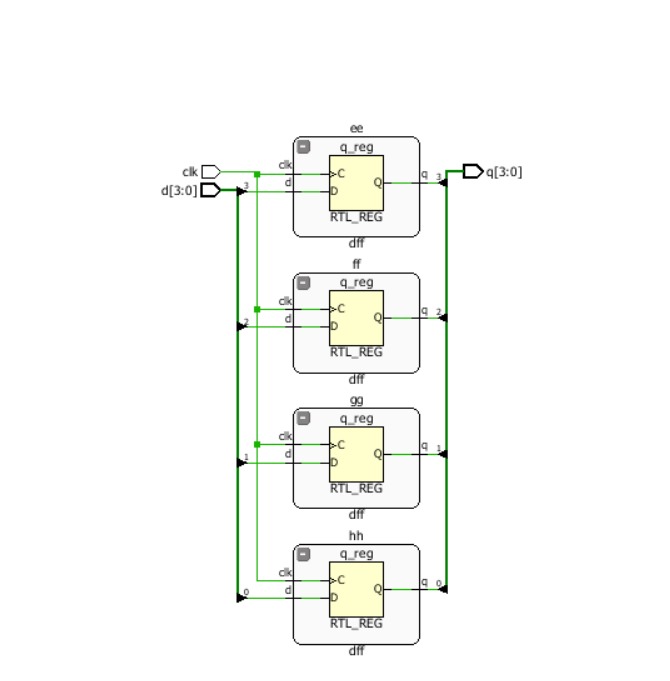 ee
q_reg
clk
clk
C
d[3:0]
3
d
D
Q
q
3
q[3:0]
RTL_REG
dff
ff
q_reg
clk
C
2
d
D
Q
q
2
RTL_REG
dff
gg
q_reg
clk
C
1
d
D
Q
q
1
RTL_REG
dff
hh
q_reg
clk
C
0
d
D
Q
q
0
RTL_REG
dff